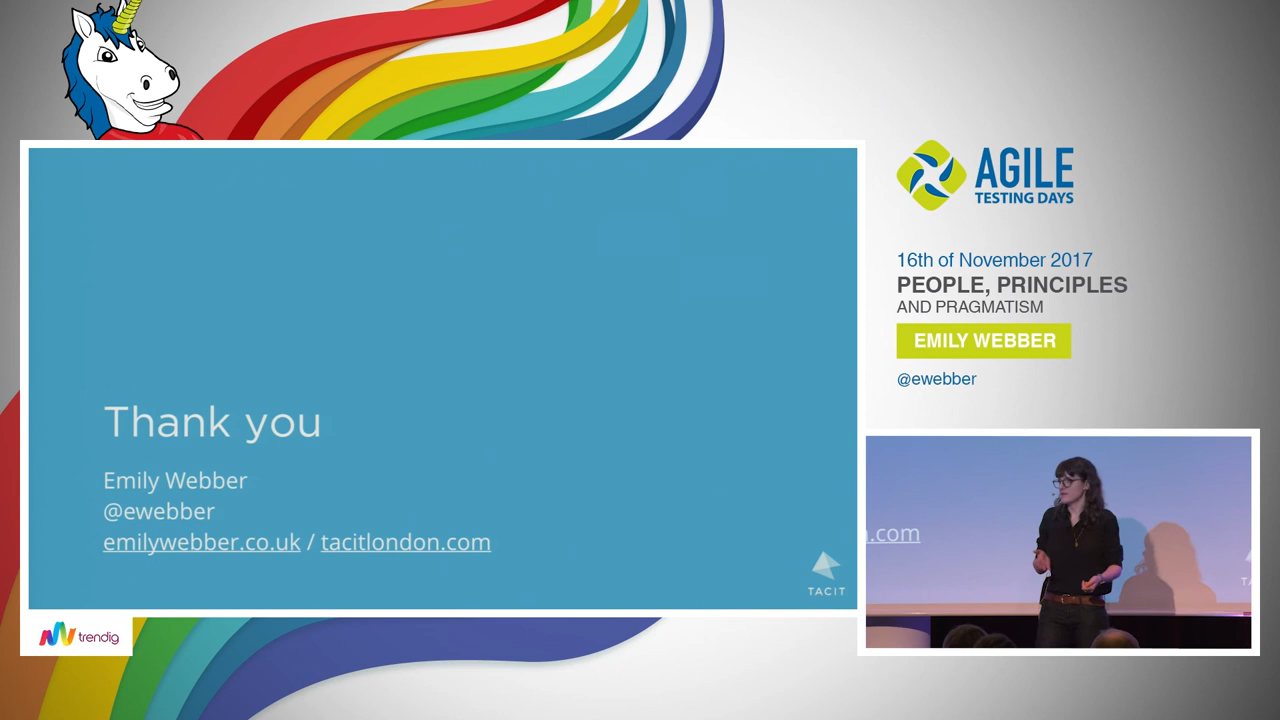 Thank you
Emily Webber
@ewebber
emilywebber.co.uk / tacitlondon.com
TACIT
trendig
AGILE
TESTING DAYS
16th of November 2017
PEOPLE, PRINCIPLES
AND PRAGMATISM
EMILY WEBBER
@ewebber
.com